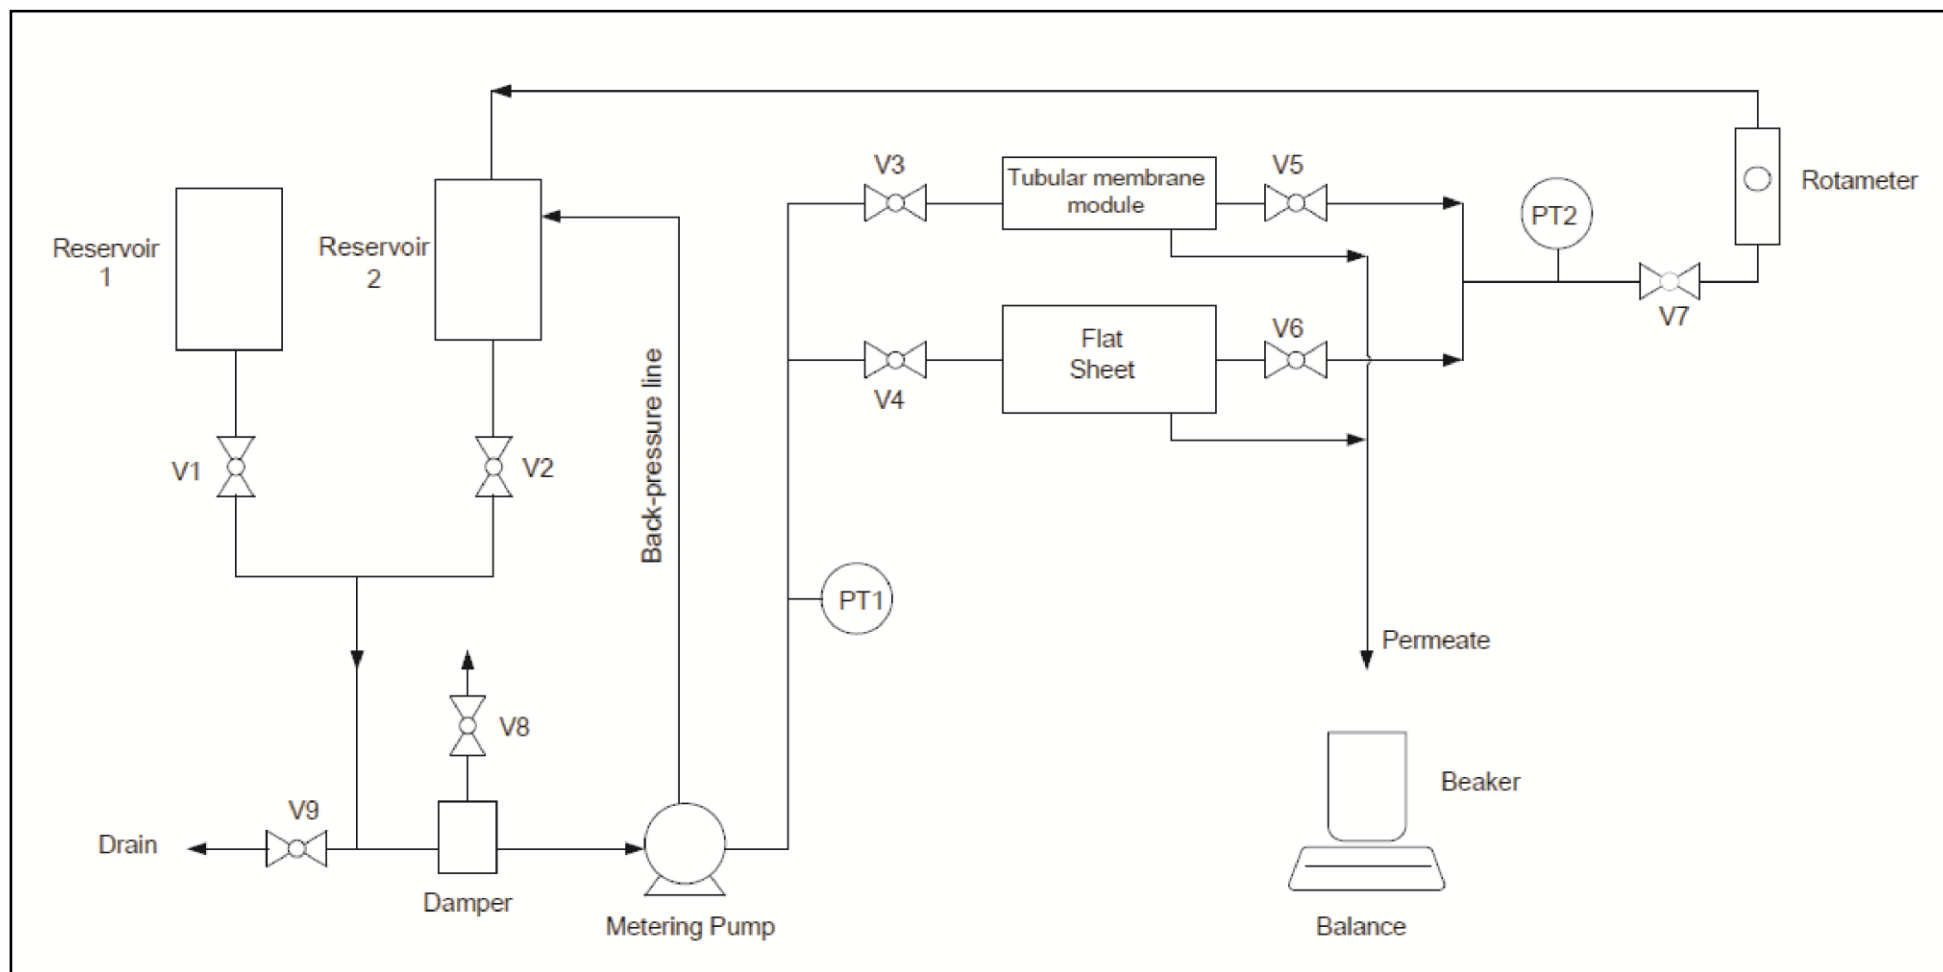 V3
Tubular membrane
module
V5
PT2
Rotameter
Reservoir
1
Reservoir
2
V7
Back-pressure line
Flat
Sheet
V6
V4
V1
V2
PT1
Permeate
V8
V9
Drain
Damper
Metering Pump
Beaker
Balance